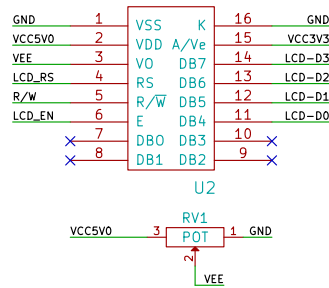 GND 1 VSS K 16 GND
VCC5V0 2 VDD A/Ve 15 VCC3V3
VEE 3 VO DB7 14 LCD-D3
LCD_RS 4 RS DB6 13 LCD-D2
R/W 5 R/W DB5 12 LCD-D1
LCD_EN 6 E DB4 11 LCD-D0
7 DB0 DB3 10
8 DB1 DB2 9
U2
RV1
VCC5V0 3 POT 1 GND
2
VEE